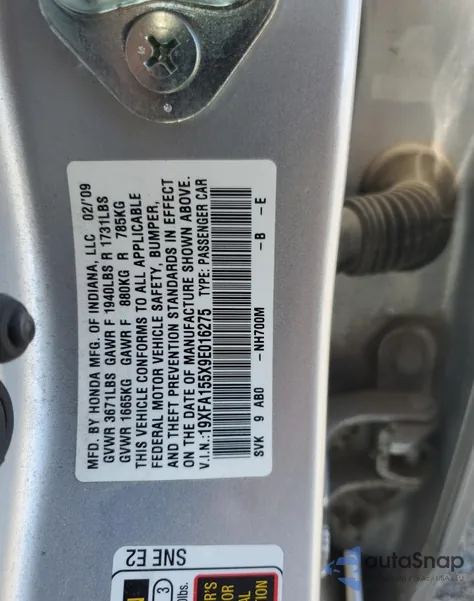 MFD. BY HONDA MFG. OF INDIANA, LLC 02/'09
GVWR 3671LBS GAWR F 1940LBS R 1731LBS
GVWR 1665KG GAWR F 880KG R 785KG
THIS VEHICLE CONFORMS TO ALL APPLICABLE
FEDERAL MOTOR VEHICLE SAFETY, BUMPER,
AND THEFT PREVENTION STANDARDS IN EFFECT
ON THE DATE OF MANUFACTURE SHOWN ABOVE.
V.I.N.:19XFA155X9E016275 TYPE: PASSENGER CAR
SVK 9 AB0 -NH700M -B -E
SNE E2
3
lbs.
autoSnap